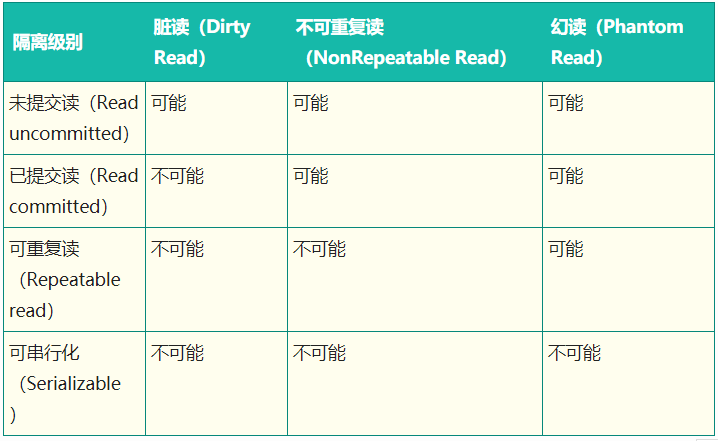 隔离级别
脏读（Dirty
Read）
不可重复读
（NonRepeatable Read）
幻读（Phantom
Read）
未提交读（Read
uncommitted）
可能
可能
可能
已提交读（Read
committed）
不可能
可能
可能
可重复读
（Repeatable
read）
不可能
不可能
可能
可串行化
（Serializable
）
不可能
不可能
不可能